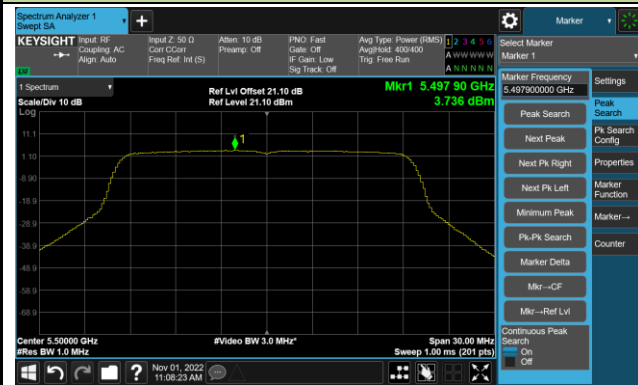 Spectrum Analyzer 1
Swept SA
Marker
KEYSIGHT
Input: RF
Coupling: AC
Align: Auto
Input Z: 50 Ω
Corr CCorr
Freq Ref: Int (S)
Atten: 10 dB
Preamp: Off
PNO: Fast
Gate: Off
IF Gain: Low
Sig Track: Off
Avg Type: Power (RMS)
Avg|Hold: 400/400
Trig: Free Run
1 2 3 4 5 6
A W W W W W
A N N N N N
LXI
Select Marker
Marker 1
1 Spectrum
Scale/Div 10 dB
Log
Ref Lvl Offset 21.10 dB
Ref Level 21.10 dBm
Mkr1 5.497 90 GHz
3.736 dBm
1
11.1
1.10
-8.90
-18.9
-28.9
-38.9
-48.9
-58.9
-68.9
Center 5.50000 GHz
#Res BW 1.0 MHz
#Video BW 3.0 MHz*
Span 30.00 MHz
Sweep 1.00 ms (201 pts)
Marker Frequency
5.497900000 GHz
Peak Search
Next Peak
Next Pk Right
Next Pk Left
Minimum Peak
Pk-Pk Search
Marker Delta
Mkr→CF
Mkr→Ref Lvl
Continuous Peak
Search
On
Off
Settings
Peak
Search
Pk Search
Config
Properties
Marker
Function
Marker→
Counter
Nov 01, 2022
11:08:23 AM